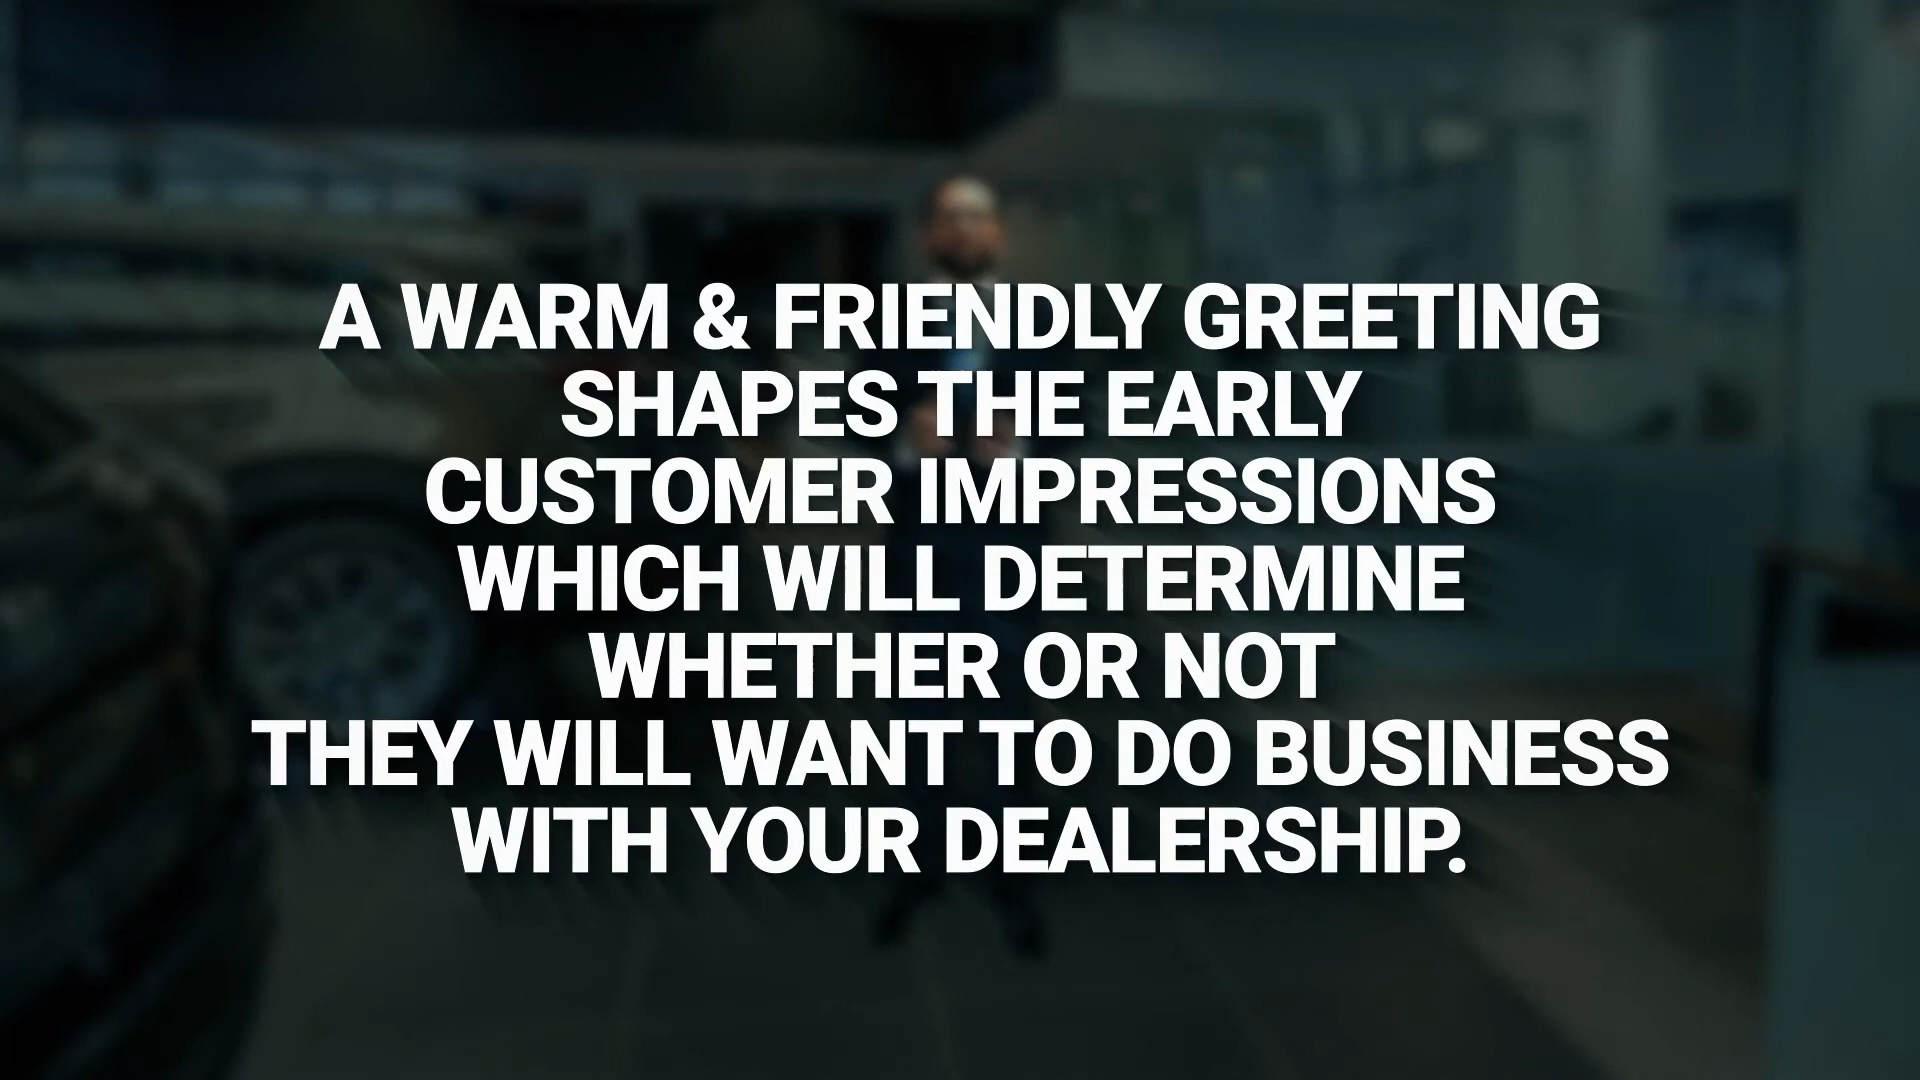 A WARM & FRIENDLY GREETING
SHAPES THE EARLY
CUSTOMER IMPRESSIONS
WHICH WILL DETERMINE
WHETHER OR NOT
THEY WILL WANT TO DO BUSINESS
WITH YOUR DEALERSHIP.